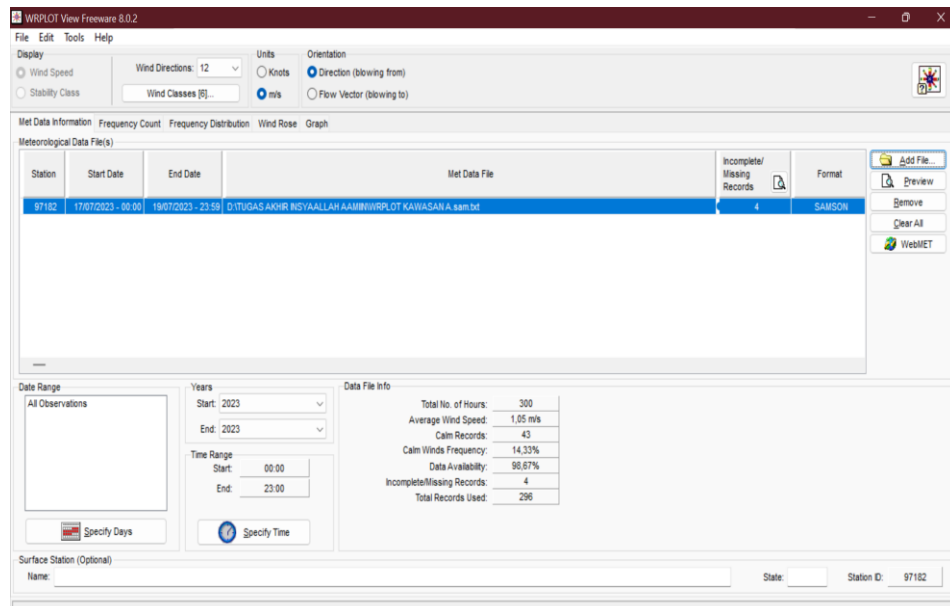 WRPLOT View Freeware 8.0.2
File Edit Tools Help
Display
Wind Speed
Stability Class
Wind Directions: 12
Wind Classes [6]...
Units
Knots
m/s
Orientation
Direction (blowing from)
Flow Vector (blowing to)
Met Data Information Frequency Count Frequency Distribution Wind Rose Graph
Meteorological Data File(s)
Station Start Date End Date Met Data File Incomplete/ Missing Records Format
97182 17/07/2023 - 00:00 19/07/2023 - 23:59 D:\TUGAS AKHIR INSYAALLAH AAMIIN\WRPLOT KAWASAN A.sam.txt 4 SAMSON
Add File...
Preview
Remove
Clear All
WebMET
Date Range
All Observations
Specify Days
Years
Start: 2023
End: 2023
Time Range
Start: 00:00
End: 23:00
Specify Time
Data File Info
Total No. of Hours: 300
Average Wind Speed: 1,05 m/s
Calm Records: 43
Calm Winds Frequency: 14,33%
Data Availability: 98,67%
Incomplete/Missing Records: 4
Total Records Used: 296
Surface Station (Optional)
Name: State: Station ID: 97182